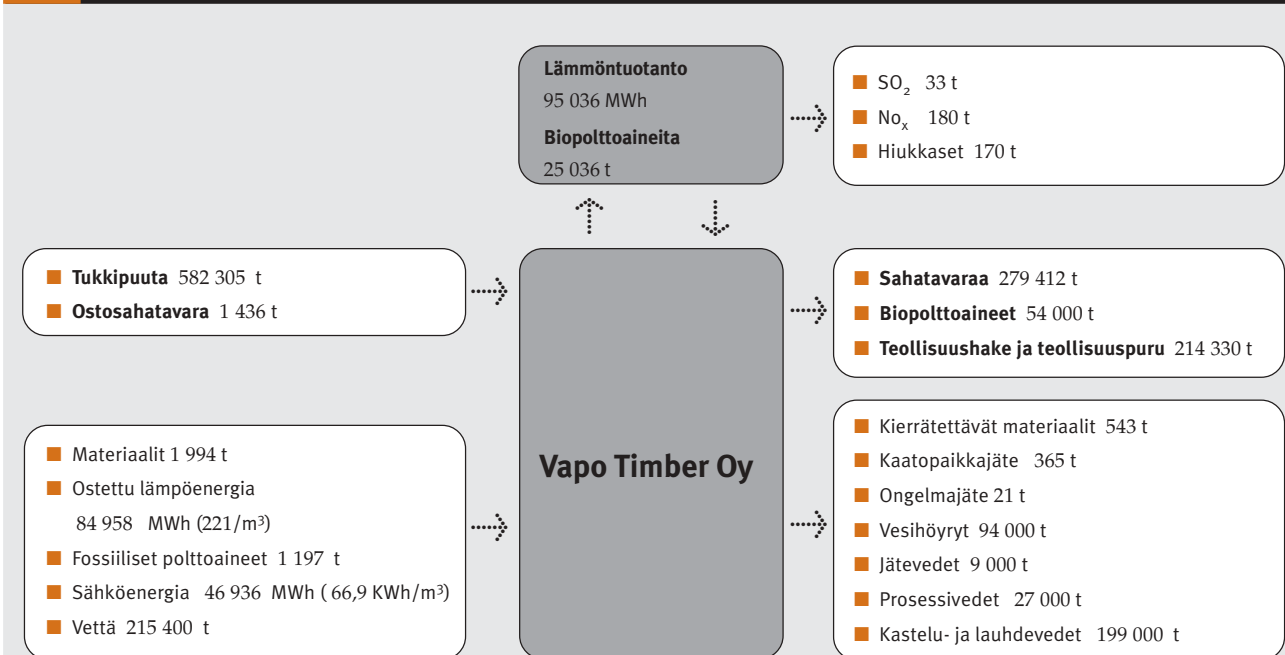 Lämmöntuotanto
95 036 MWh
Biopolttoaineita
25 036 t
SO₂ 33 t
Noₓ 180 t
Hiukkaset 170 t
Tukkipuuta 582 305 t
Ostosahatavara 1 436 t
Sahatavaraa 279 412 t
Biopolttoaineet 54 000 t
Teollisuushake ja teollisuuspuru 214 330 t
Materiaalit 1 994 t
Ostettu lämpöenergia
84 958 MWh (221/m³)
Fossiiliset polttoaineet 1 197 t
Sähköenergia 46 936 MWh ( 66,9 KWh/m³)
Vettä 215 400 t
Vapo Timber Oy
Kierrätettävät materiaalit 543 t
Kaatopaikkajäte 365 t
Ongelmajäte 21 t
Vesihöyryt 94 000 t
Jätevedet 9 000 t
Prosessivedet 27 000 t
Kastelu- ja lauhdevedet 199 000 t